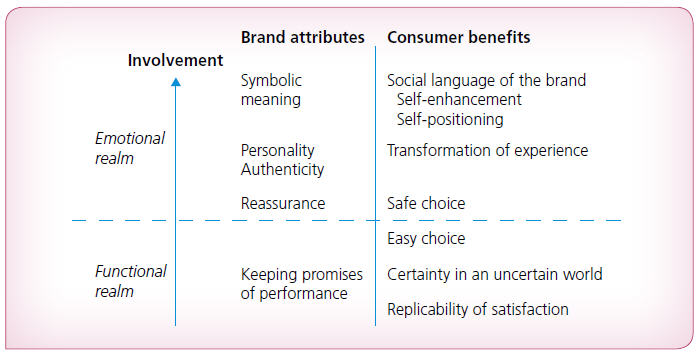 Brand attributes
Consumer benefits
Involvement
Symbolic
meaning
Social language of the brand
Self-enhancement
Self-positioning
Emotional
realm
Personality
Authenticity
Transformation of experience
Reassurance
Safe choice
Easy choice
Functional
realm
Keeping promises
of performance
Certainty in an uncertain world
Replicability of satisfaction